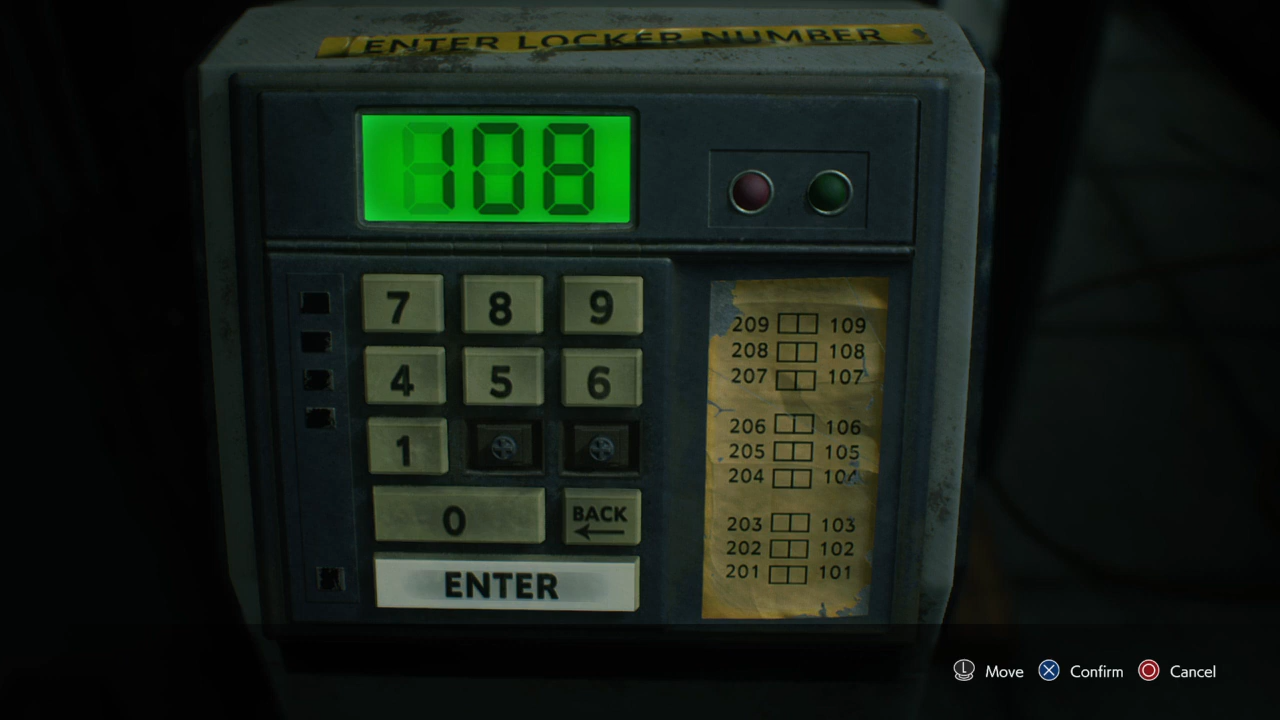 ENTER LOCKER NUMBER
108
7 8 9
4 5 6
1
0 BACK
ENTER
209 109
208 108
207 107
206 106
205 105
204 104
203 103
202 102
201 101
L Move Confirm Cancel